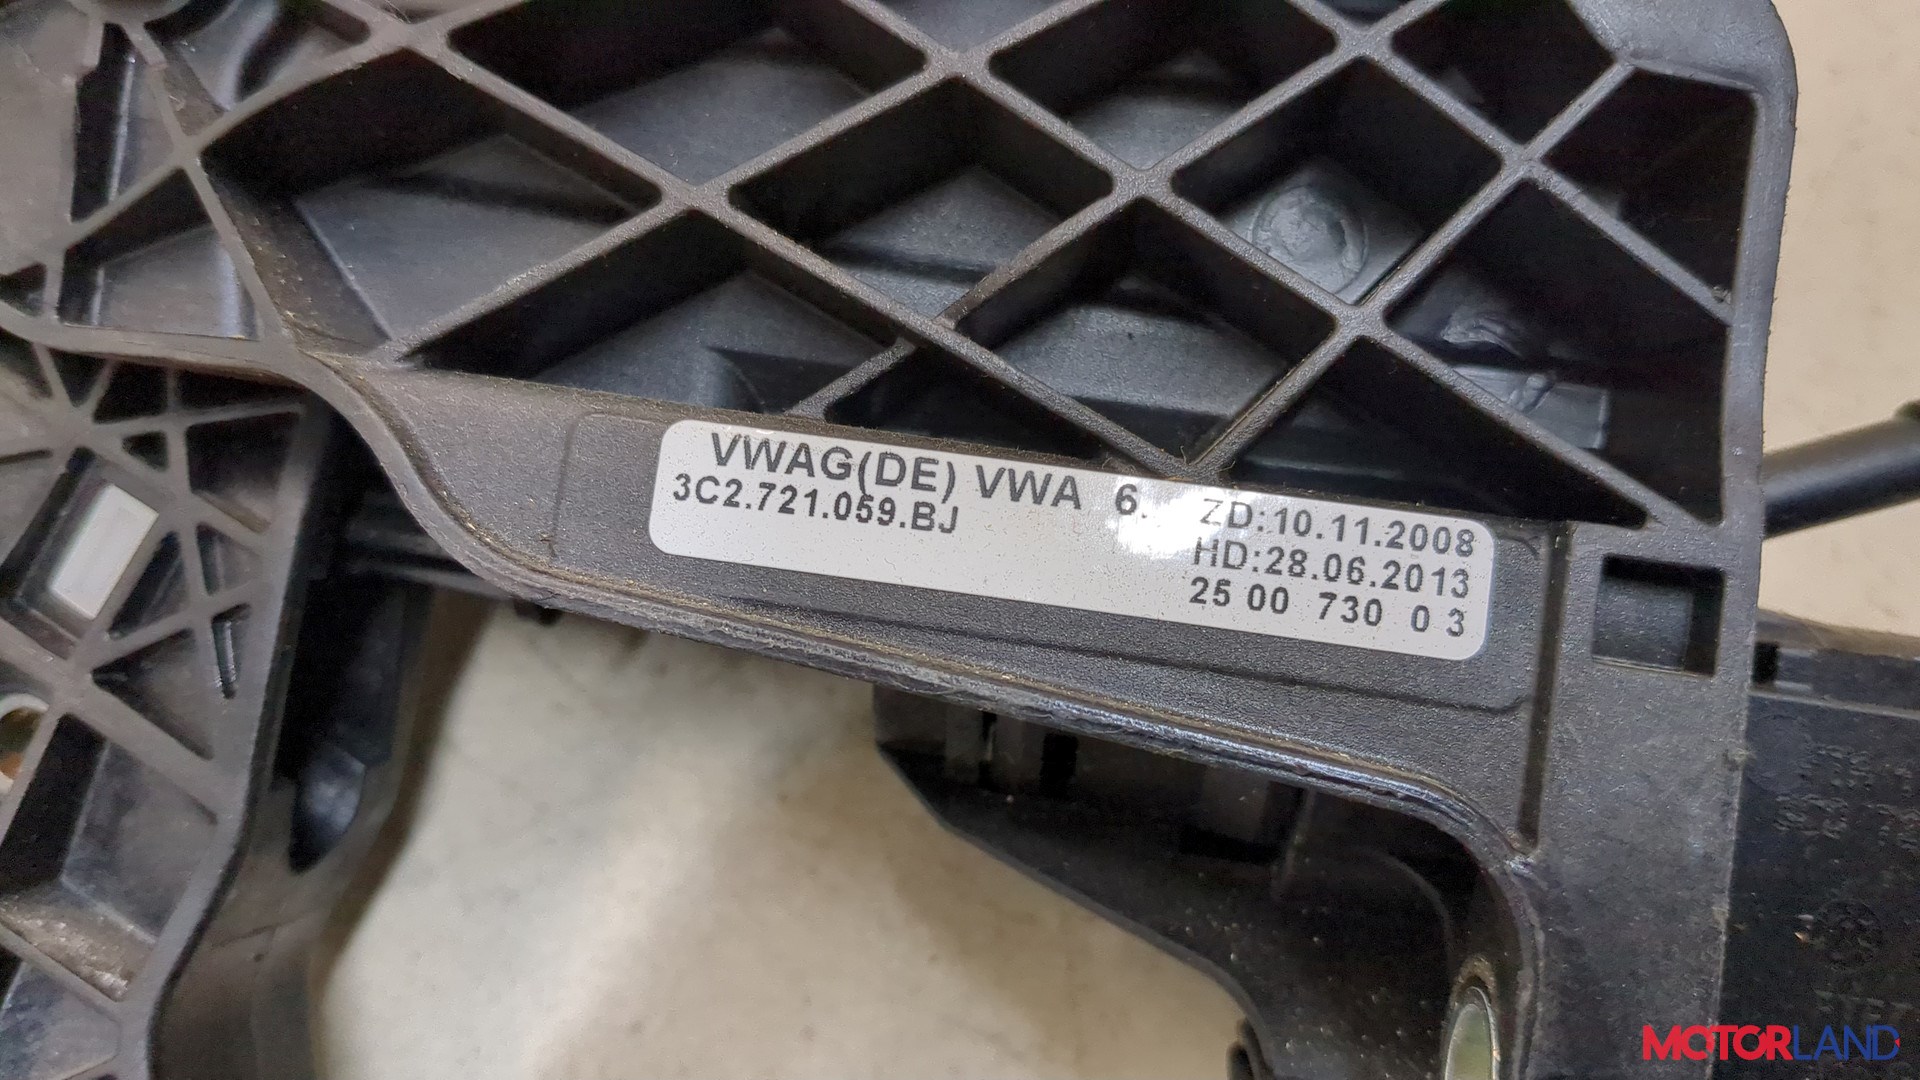 VWAG(DE) VWA 6. ZD:10.11.2008
3C2.721.059.BJ HD:28.06.2013
25 00 730 0 3
MOTORLAND